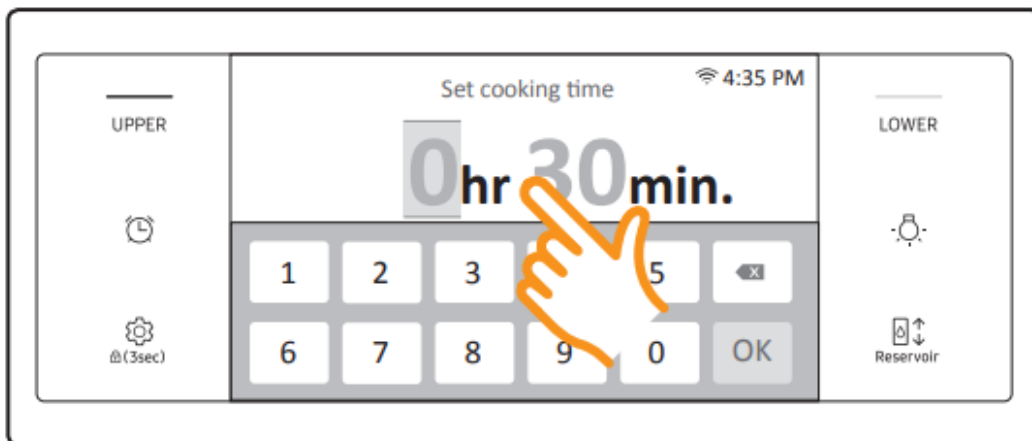 4:35 PM
Set cooking time
UPPER
LOWER
0hr 30min.
1 2 3 5 x
(3sec)
6 7 8 9 0 OK
Reservoir